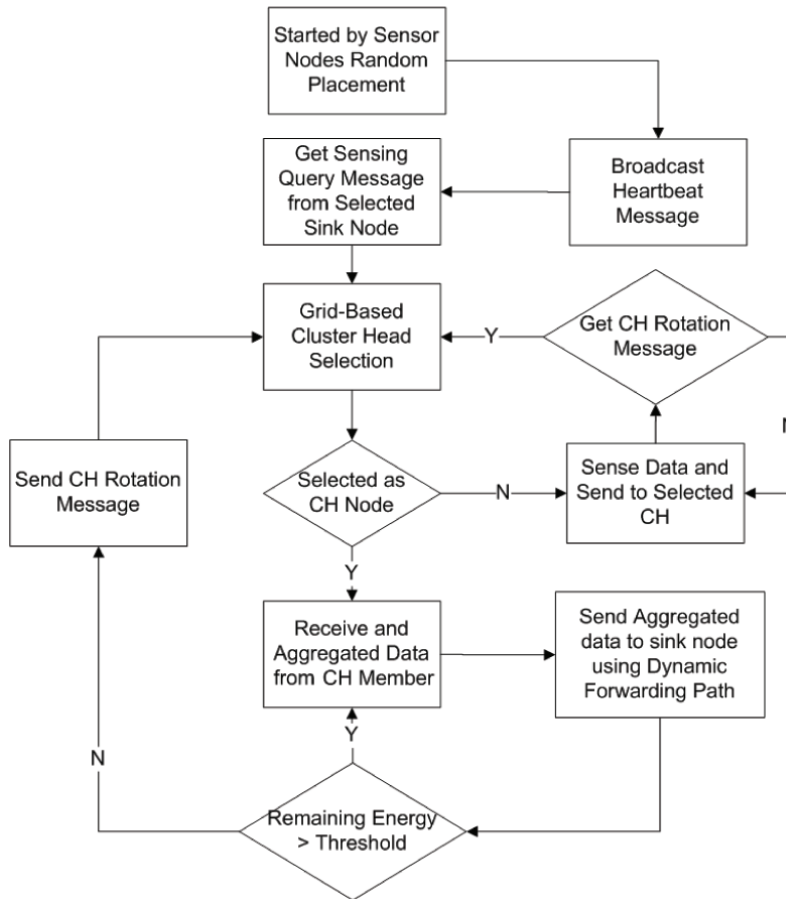 Started by Sensor
Nodes Random
Placement
Get Sensing
Query Message
from Selected
Sink Node
Broadcast
Heartbeat
Message
Grid-Based
Cluster Head
Selection
Y
Get CH Rotation
Message
N
Send CH Rotation
Message
Selected as
CH Node
N
Sense Data and
Send to Selected
CH
Y
Receive and
Aggregated Data
from CH Member
Send Aggregated
data to sink node
using Dynamic
Forwarding Path
Y
N
Remaining Energy
> Threshold